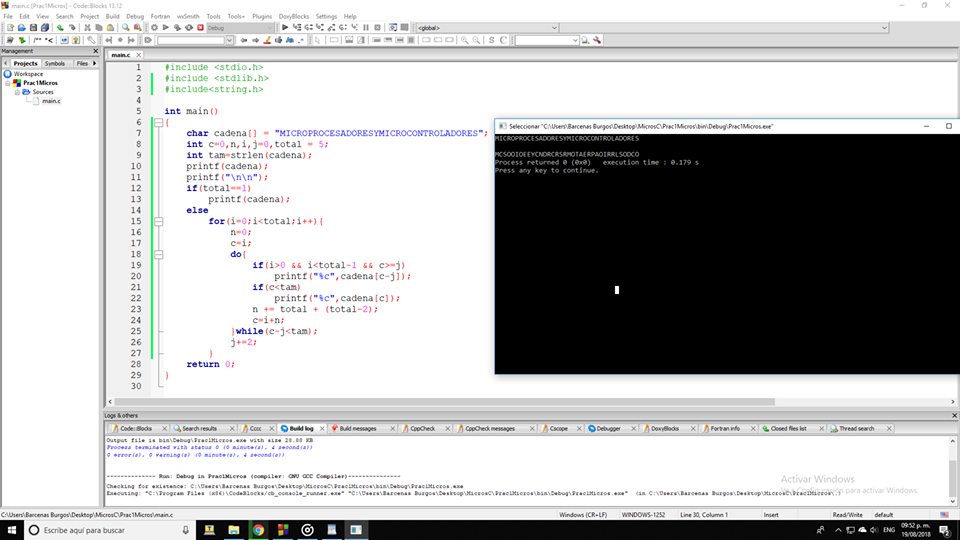 main.c [Prac1Micros] - Code::Blocks 13.12
File Edit View Search Project Build Debug Fortran wxSmith Tools Tools+ Plugins DoxyBlocks Settings Help
Debug
<global>
Management
Projects Symbols Files
Workspace
Prac1Micros
Sources
main.c
main.c
1 #include <stdio.h>
2 #include <stdlib.h>
3 #include<string.h>
4
5 int main()
6 {
7 char cadena[] = "MICROPROCESADORESYMICROCONTROLADORES";
8 int c=0,n,i,j=0,total = 5;
9 int tam=strlen(cadena);
10 printf(cadena);
11 printf("\n\n");
12 if(total==1)
13 printf(cadena);
14 else
15 for(i=0;i<total;i++){
16 n=0;
17 c=i;
18 do{
19 if(i>0 && i<total-1 && c>=j)
20 printf("%c",cadena[c-j]);
21 if(c<tam)
22 printf("%c",cadena[c]);
23 n += total + (total-2);
24 c=i+n;
25 }while(c-j<tam);
26 j+=2;
27 }
28 return 0;
29 }
30
Seleccionar "C:\Users\Barcenas Burgos\Desktop\MicrosC\Prac1Micros\bin\Debug\Prac1Micros.exe"
MICROPROCESADORESYMICROCONTROLADORES
MCSOOIOEEYCNDRCRSRMOTAERPAOIRRLSODCO
Process returned 0 (0x0) execution time : 0.179 s
Press any key to continue.
Logs & others
Code::Blocks Search results Cccc Build log Build messages CppCheck CppCheck messages Cscope Debugger DoxyBlocks Fortran info Closed files list Thread search
Output file is bin\Debug\Prac1Micros.exe with size 28.88 KB
Process terminated with status 0 (0 minute(s), 4 second(s))
0 error(s), 0 warning(s) (0 minute(s), 4 second(s))
-------------- Run: Debug in Prac1Micros (compiler: GNU GCC Compiler)---------------
Checking for existence: C:\Users\Barcenas Burgos\Desktop\MicrosC\Prac1Micros\bin\Debug\Prac1Micros.exe
Executing: "C:\Program Files (x86)\CodeBlocks/cb_console_runner.exe" "C:\Users\Barcenas Burgos\Desktop\MicrosC\Prac1Micros\bin\Debug\Prac1Micros.exe" (in C:\Users\Barcenas Burgos\Desktop\MicrosC\Prac1Micros\.)
Activar Windows
Ve a Configuración para activar Windows.
C:\Users\Barcenas Burgos\Desktop\MicrosC\Prac1Micros\main.c Windows (CR+LF) WINDOWS-1252 Line 30, Column 1 Insert Read/Write default
Escribe aquí para buscar
ENG
09:52 p. m.
19/08/2018